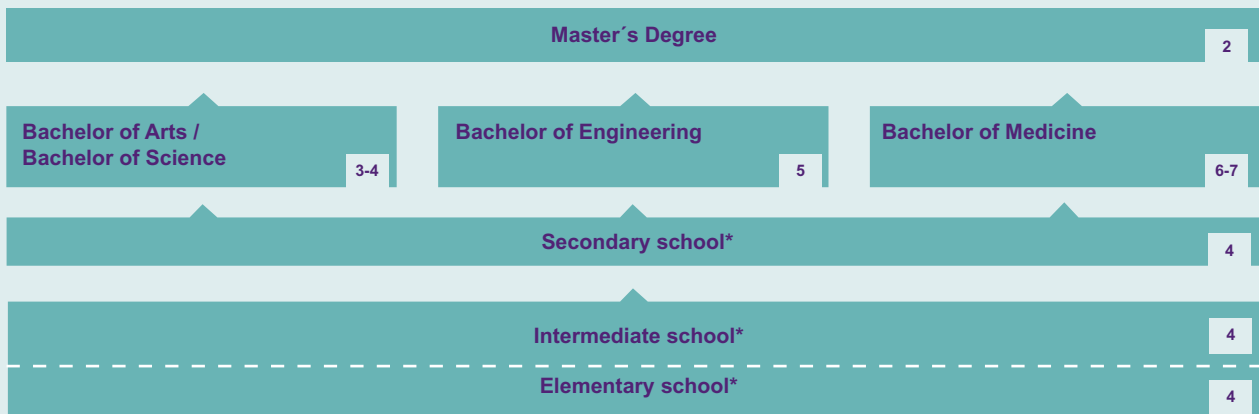 Master´s Degree
2
Bachelor of Arts /
Bachelor of Science
3-4
Bachelor of Engineering
5
Bachelor of Medicine
6-7
Secondary school*
4
Intermediate school*
4
Elementary school*
4